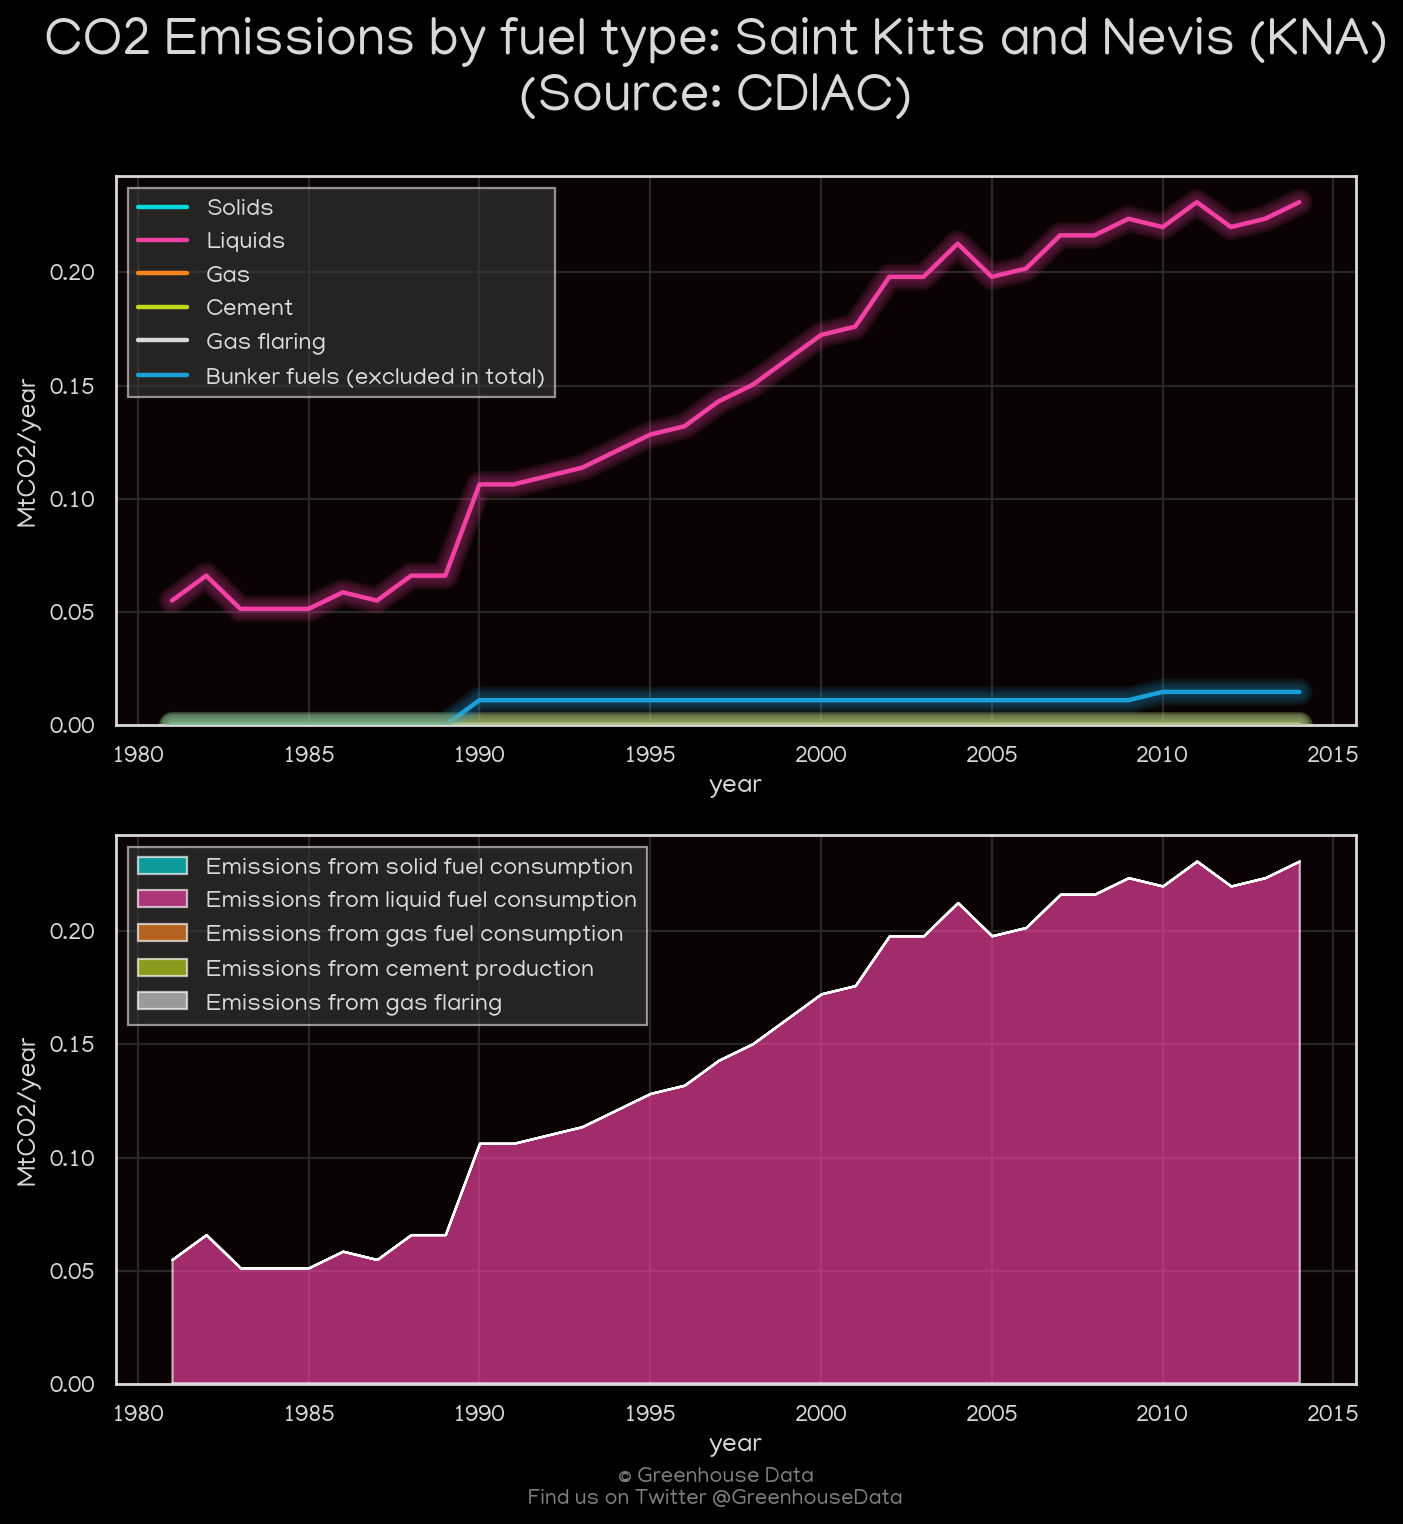 CO2 Emissions by fuel type: Saint Kitts and Nevis (KNA)
(Source: CDIAC)
Solids
Liquids
Gas
Cement
Gas flaring
Bunker fuels (excluded in total)
MtCO2/year
0.20
0.15
0.10
0.05
0.00
1980 1985 1990 1995 2000 2005 2010 2015
year
Emissions from solid fuel consumption
Emissions from liquid fuel consumption
Emissions from gas fuel consumption
Emissions from cement production
Emissions from gas flaring
MtCO2/year
0.20
0.15
0.10
0.05
0.00
1980 1985 1990 1995 2000 2005 2010 2015
year
© Greenhouse Data
Find us on Twitter @GreenhouseData